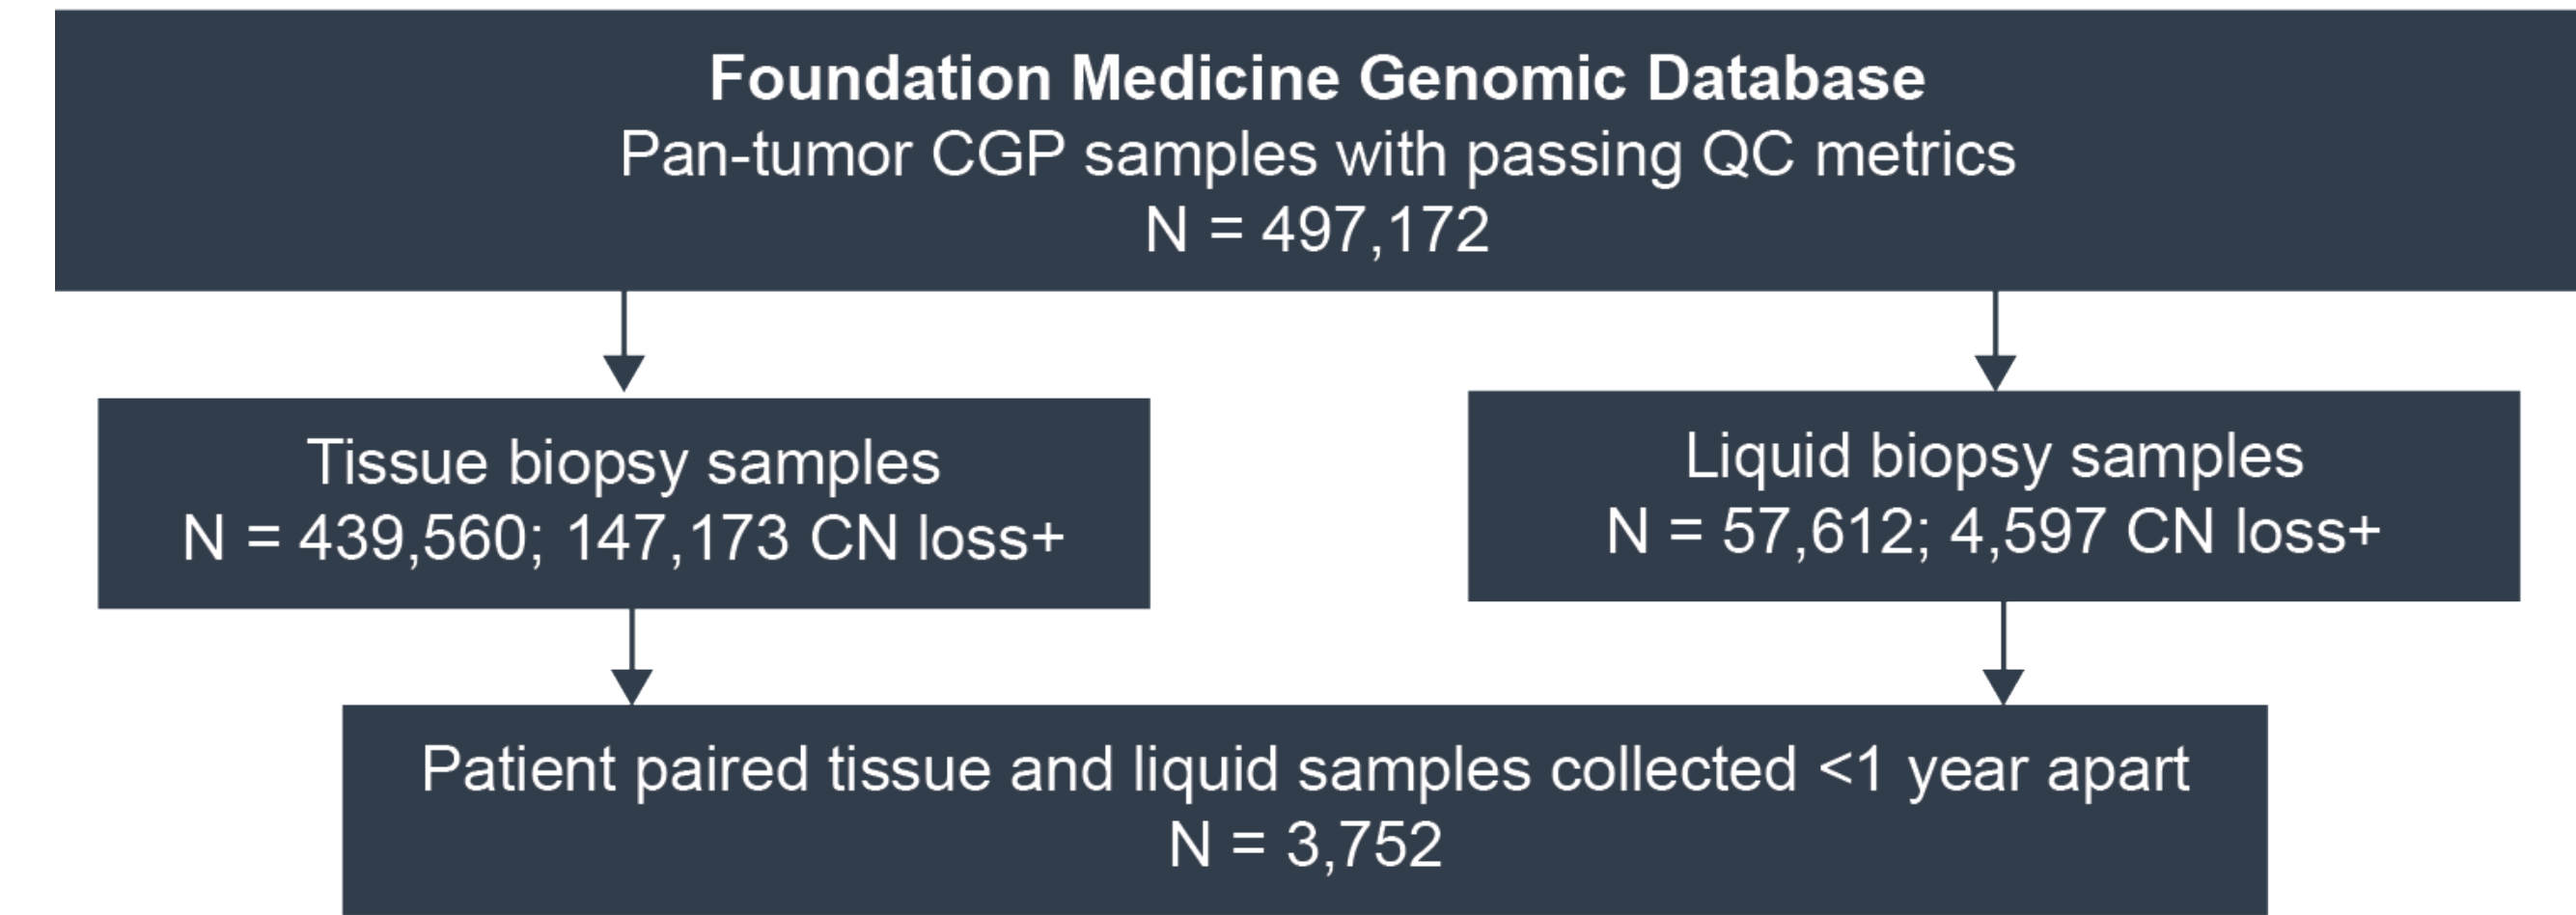 Foundation Medicine Genomic Database
Pan-tumor CGP samples with passing QC metrics
N = 497,172
Tissue biopsy samples
N = 439,560; 147,173 CN loss+
Liquid biopsy samples
N = 57,612; 4,597 CN loss+
Patient paired tissue and liquid samples collected <1 year apart
N = 3,752